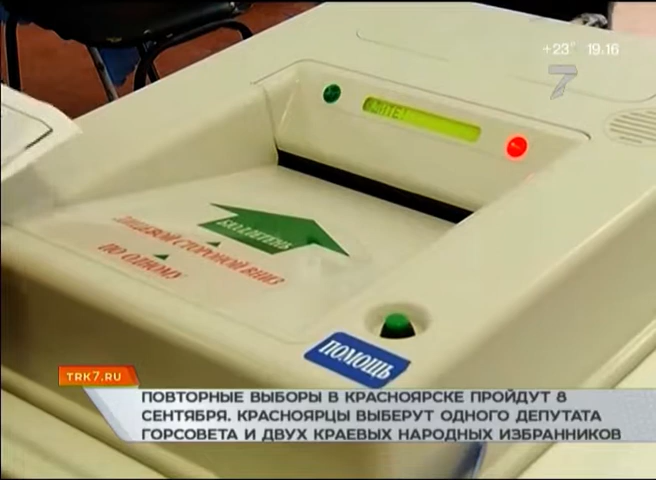 +23° 19.16
7
БЮЛЛЕТЕНЬ
ЛИЦЕВОЙ СТОРОНОЙ ВНИЗ
ПО ОДНОМУ
ПОМОЩЬ
TRK7.RU
ПОВТОРНЫЕ ВЫБОРЫ В КРАСНОЯРСКЕ ПРОЙДУТ 8
СЕНТЯБРЯ. КРАСНОЯРЦЫ ВЫБЕРУТ ОДНОГО ДЕПУТАТА
ГОРСОВЕТА И ДВУХ КРАЕВЫХ НАРОДНЫХ ИЗБРАННИКОВ